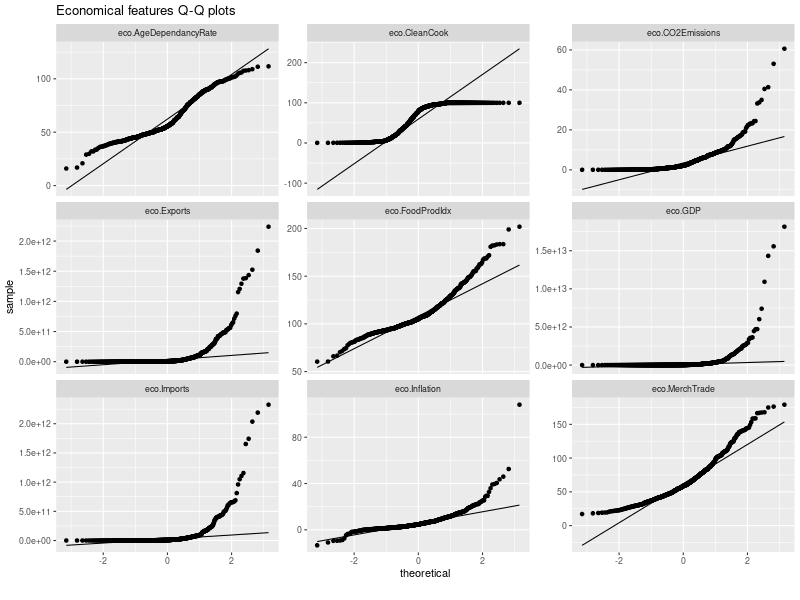 Economical features Q-Q plots
eco.AgeDependancyRate
eco.CleanCook
eco.CO2Emissions
100
50
0
200
100
0
-100
60
40
20
0
eco.Exports
eco.FoodProdIdx
eco.GDP
2.0e+12
1.5e+12
1.0e+12
5.0e+11
0.0e+00
200
150
100
50
1.5e+13
1.0e+13
5.0e+12
0.0e+00
eco.Imports
eco.Inflation
eco.MerchTrade
2.0e+12
1.5e+12
1.0e+12
5.0e+11
0.0e+00
80
40
0
150
100
50
0
-2 0 2
-2 0 2
-2 0 2
theoretical
sample